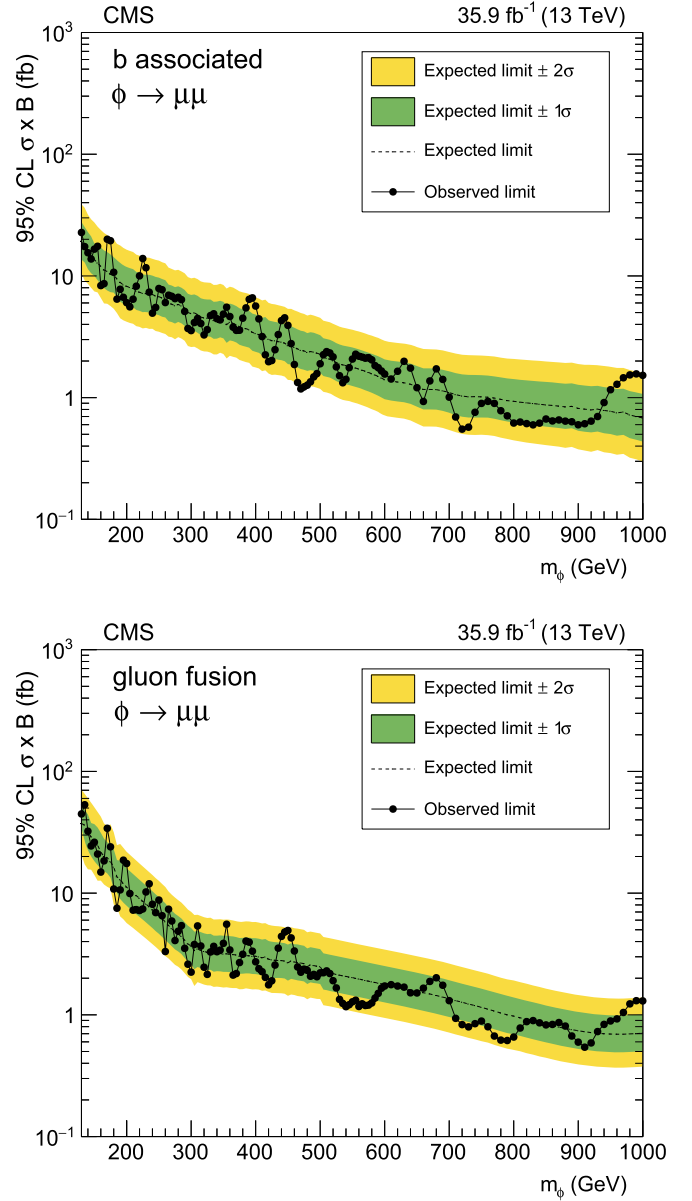 CMS 35.9 fb⁻¹ (13 TeV)
95% CL σ x B (fb)
b associated
ϕ → μμ
Expected limit ± 2σ
Expected limit ± 1σ
Expected limit
Observed limit
10³
10²
10
1
10⁻¹
200 300 400 500 600 700 800 900 1000
m_ϕ (GeV)
CMS 35.9 fb⁻¹ (13 TeV)
95% CL σ x B (fb)
gluon fusion
ϕ → μμ
Expected limit ± 2σ
Expected limit ± 1σ
Expected limit
Observed limit
10³
10²
10
1
10⁻¹
200 300 400 500 600 700 800 900 1000
m_ϕ (GeV)